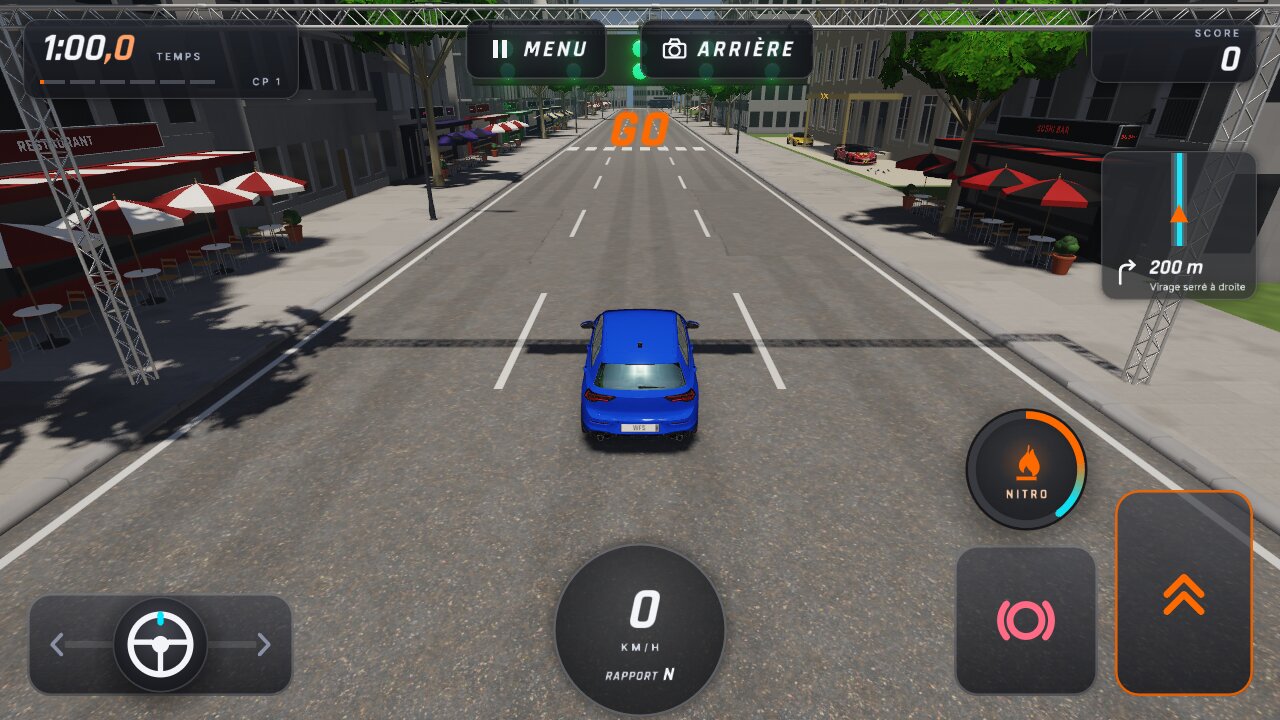 1:00,0 TEMPS
CP 1
MENU
ARRIÈRE
SCORE
0
GO
RESTAURANT
SUSHI BAR
200 m
Virage serré à droite
WFS
NITRO
0
KM/H
RAPPORT N